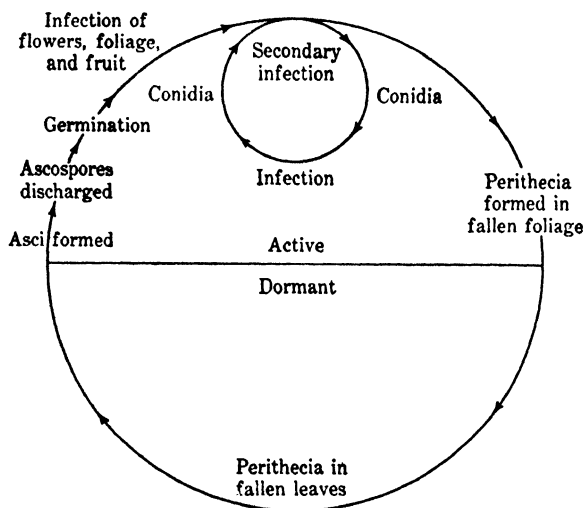 Infection of
flowers, foliage,
and fruit
Secondary
infection
Conidia
Conidia
Germination
Infection
Ascospores
discharged
Perithecia
formed in
fallen foliage
Asci formed
Active
Dormant
Perithecia in
fallen leaves